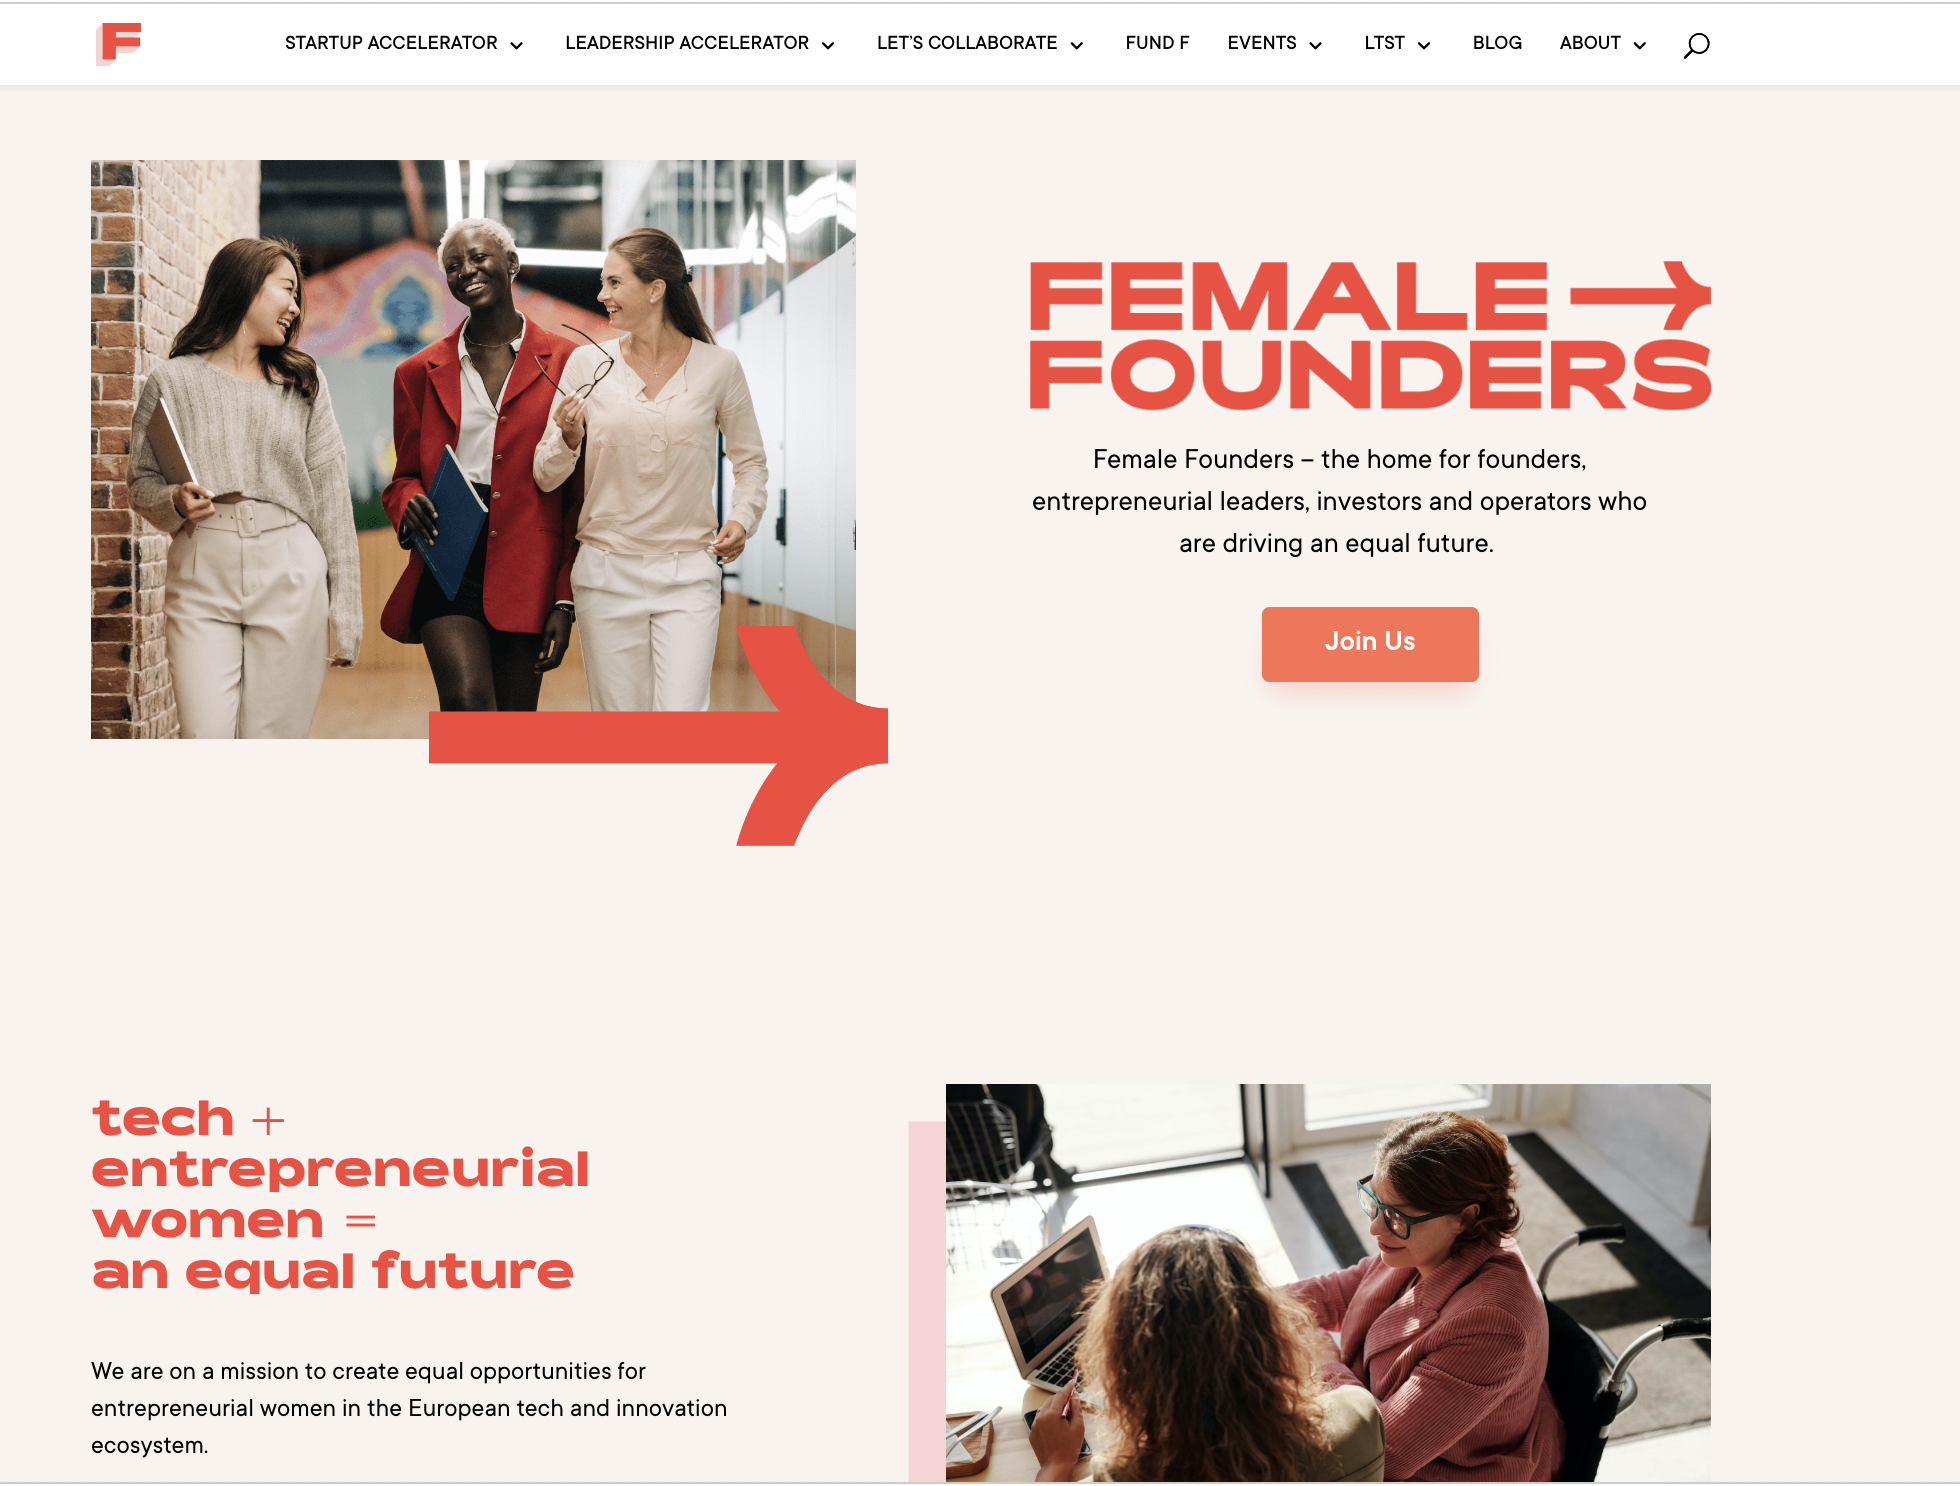 F
STARTUP ACCELERATOR LEADERSHIP ACCELERATOR LET'S COLLABORATE FUND F EVENTS LTST BLOG ABOUT
FEMALE
FOUNDERS
Female Founders – the home for founders,
entrepreneurial leaders, investors and operators who
are driving an equal future.
Join Us
tech +
entrepreneurial
women =
an equal future
We are on a mission to create equal opportunities for
entrepreneurial women in the European tech and innovation
ecosystem.